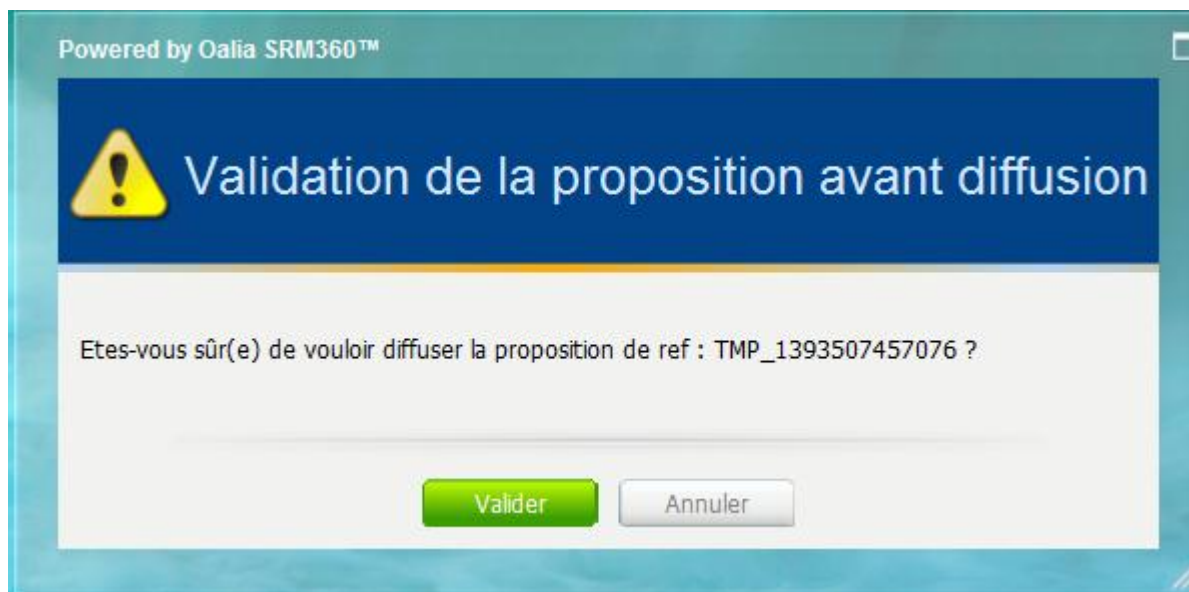 Powered by Oalia SRM360™
Validation de la proposition avant diffusion
Etes-vous sûr(e) de vouloir diffuser la proposition de ref : TMP_1393507457076 ?
Valider
Annuler